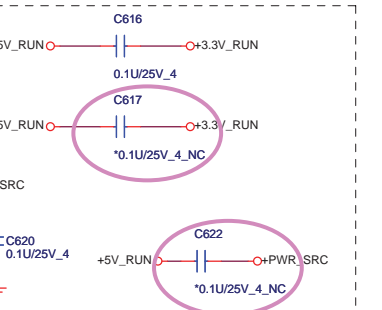 C616
5V_RUN +3.3V_RUN
0.1U/25V_4
C617
5V_RUN +3.3V_RUN
*0.1U/25V_4_NC
SRC
C620
0.1U/25V_4
C622
+5V_RUN +PWR_SRC
*0.1U/25V_4_NC